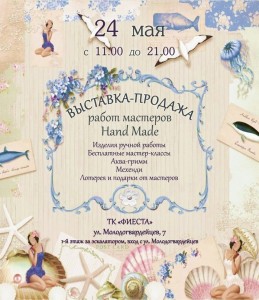 24 мая
с 11.00 до 21.00
ВЫСТАВКА-ПРОДАЖА
работ мастеров
Hand Made
Изделия ручной работы
Бесплатные мастер-классы
Аква-грим
Мехенди
Лотерея и подарки от мастеров
ТК «ФИЕСТА»
ул. Молодогвардейцев, 7
1-й этаж за эскалатором, вход с ул. Молодогвардейцев